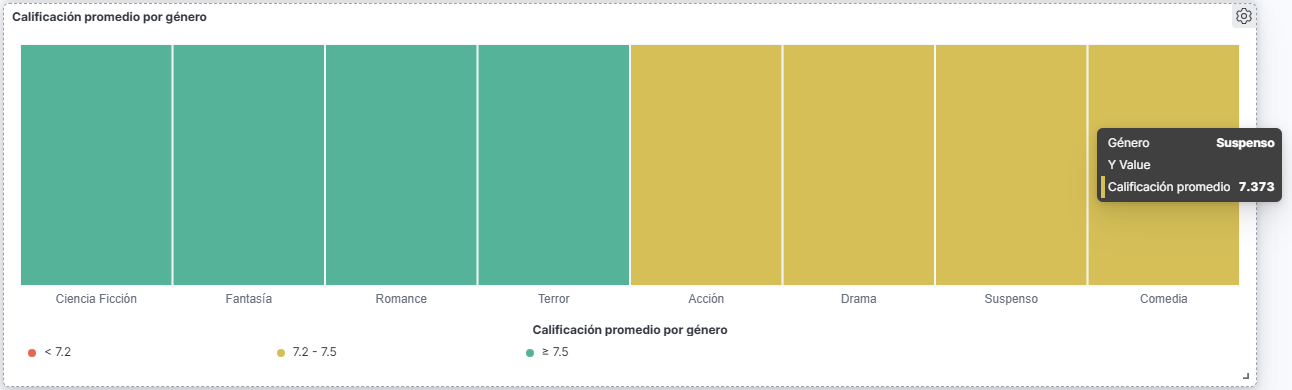 Calificación promedio por género
Género Suspenso
Y Value
Calificación promedio 7.373
Ciencia Ficción Fantasía Romance Terror Acción Drama Suspenso Comedia
Calificación promedio por género
< 7.2 7.2 - 7.5 ≥ 7.5